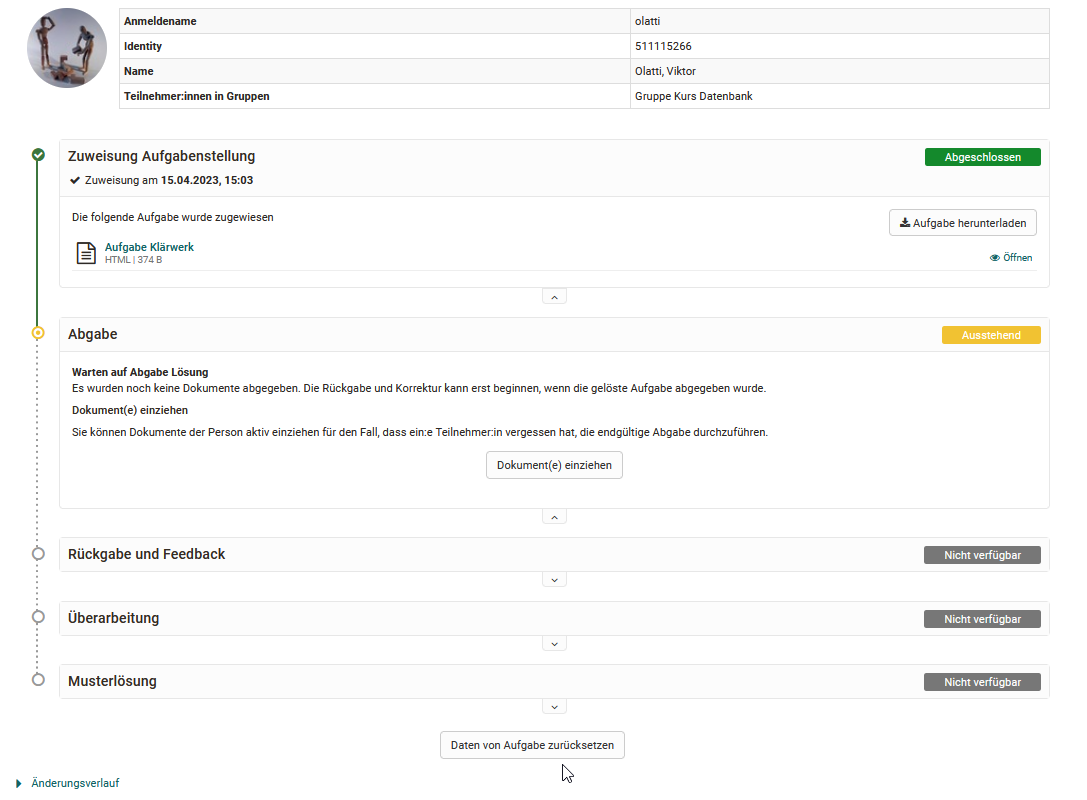 Anmeldename olatti
Identity 511115266
Name Olatti, Viktor
Teilnehmer:innen in Gruppen Gruppe Kurs Datenbank
Zuweisung Aufgabenstellung Abgeschlossen
Zuweisung am 15.04.2023, 15:03
Die folgende Aufgabe wurde zugewiesen
Aufgabe herunterladen
Aufgabe Klärwerk
HTML | 374 B
Öffnen
Abgabe Ausstehend
Warten auf Abgabe Lösung
Es wurden noch keine Dokumente abgegeben. Die Rückgabe und Korrektur kann erst beginnen, wenn die gelöste Aufgabe abgegeben wurde.
Dokument(e) einziehen
Sie können Dokumente der Person aktiv einziehen für den Fall, dass ein:e Teilnehmer:in vergessen hat, die endgültige Abgabe durchzuführen.
Dokument(e) einziehen
Rückgabe und Feedback Nicht verfügbar
Überarbeitung Nicht verfügbar
Musterlösung Nicht verfügbar
Daten von Aufgabe zurücksetzen
Änderungsverlauf